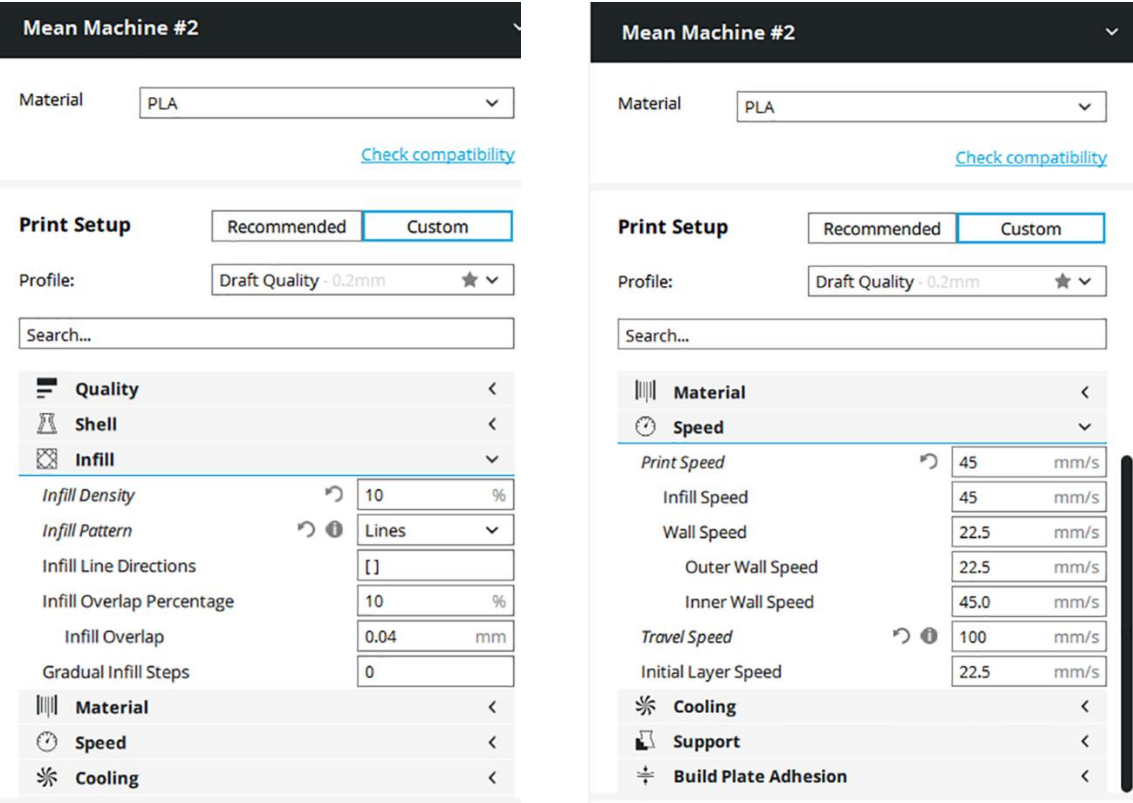 Mean Machine #2
Material PLA
Check compatibility
Print Setup Recommended Custom
Profile: Draft Quality - 0.2mm
Search...
Quality
Shell
Infill
Infill Density 10 %
Infill Pattern Lines
Infill Line Directions [ ]
Infill Overlap Percentage 10 %
Infill Overlap 0.04 mm
Gradual Infill Steps 0
Material
Speed
Cooling
Mean Machine #2
Material PLA
Check compatibility
Print Setup Recommended Custom
Profile: Draft Quality - 0.2mm
Search...
Material
Speed
Print Speed 45 mm/s
Infill Speed 45 mm/s
Wall Speed 22.5 mm/s
Outer Wall Speed 22.5 mm/s
Inner Wall Speed 45.0 mm/s
Travel Speed 100 mm/s
Initial Layer Speed 22.5 mm/s
Cooling
Support
Build Plate Adhesion